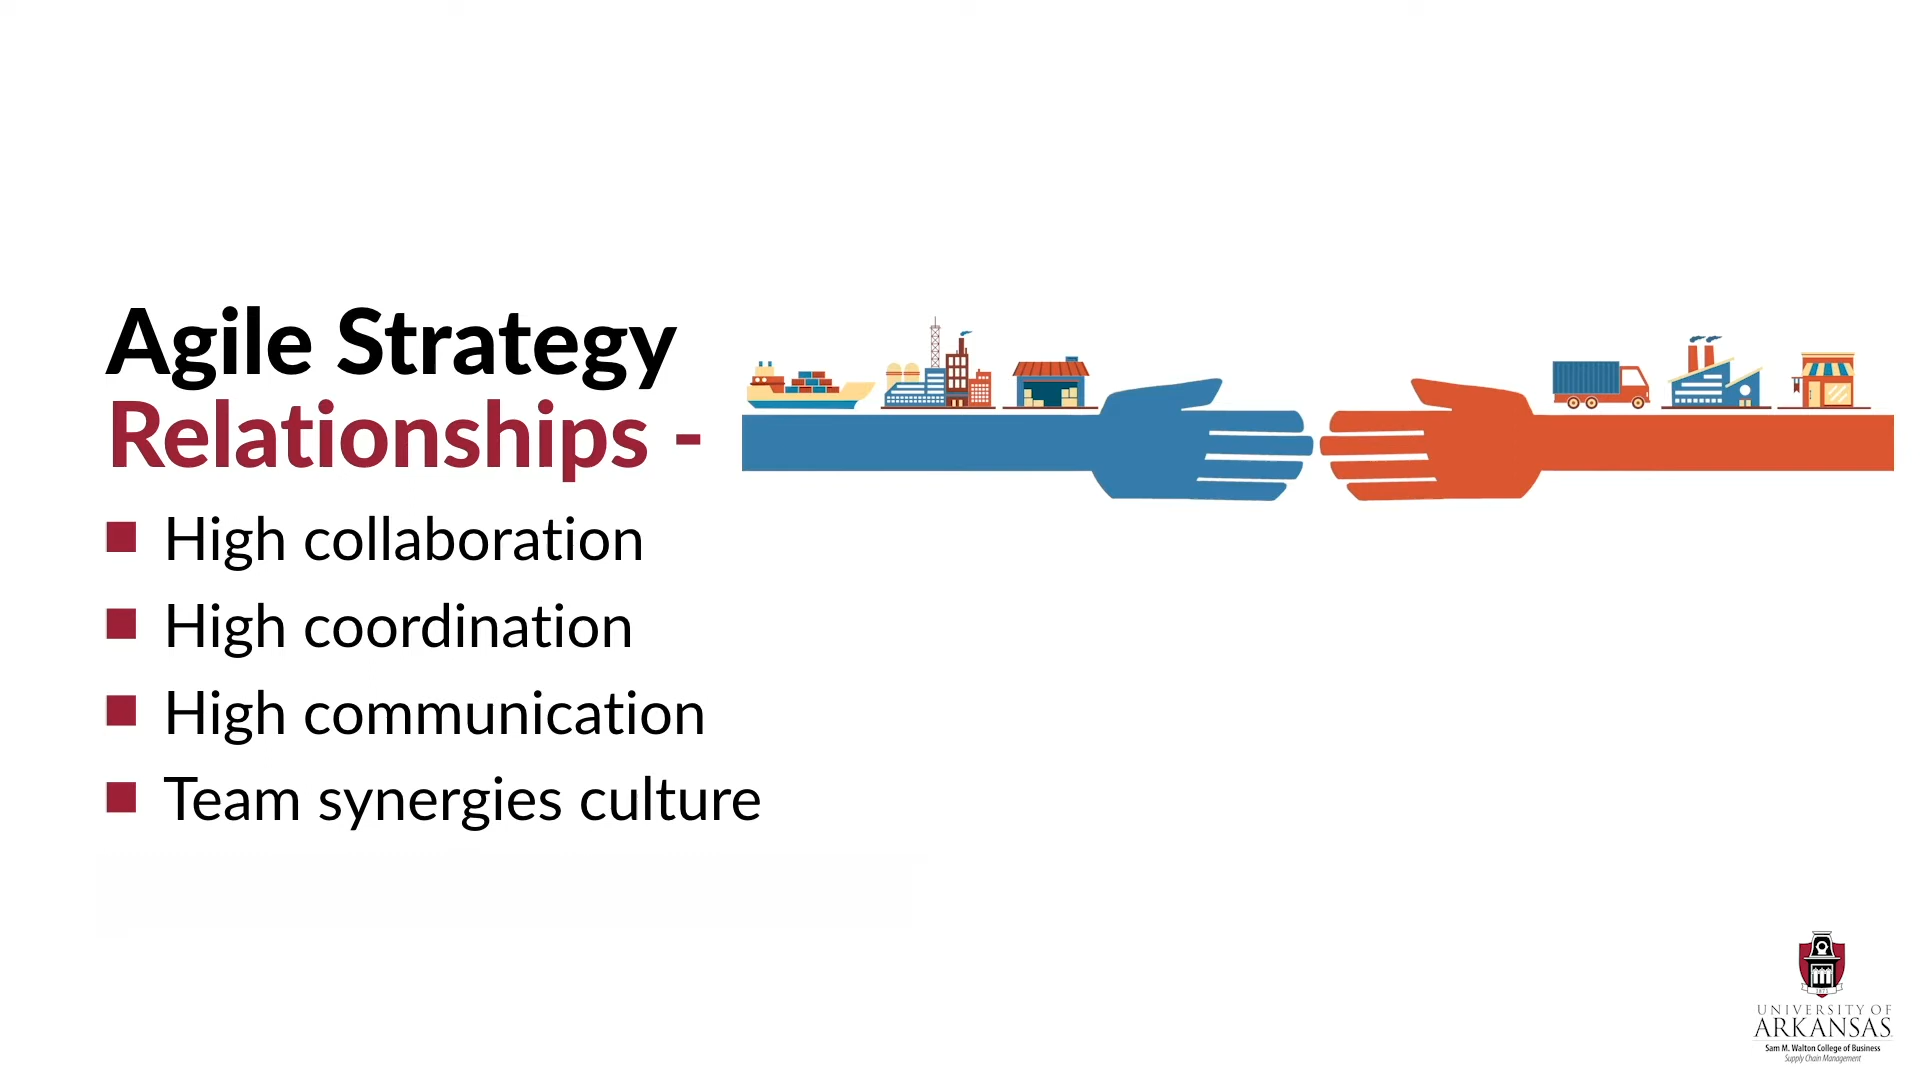 Agile Strategy
Relationships -
■ High collaboration
■ High coordination
■ High communication
■ Team synergies culture
1871
UNIVERSITY OF
ARKANSAS
Sam M. Walton College of Business
Supply Chain Management